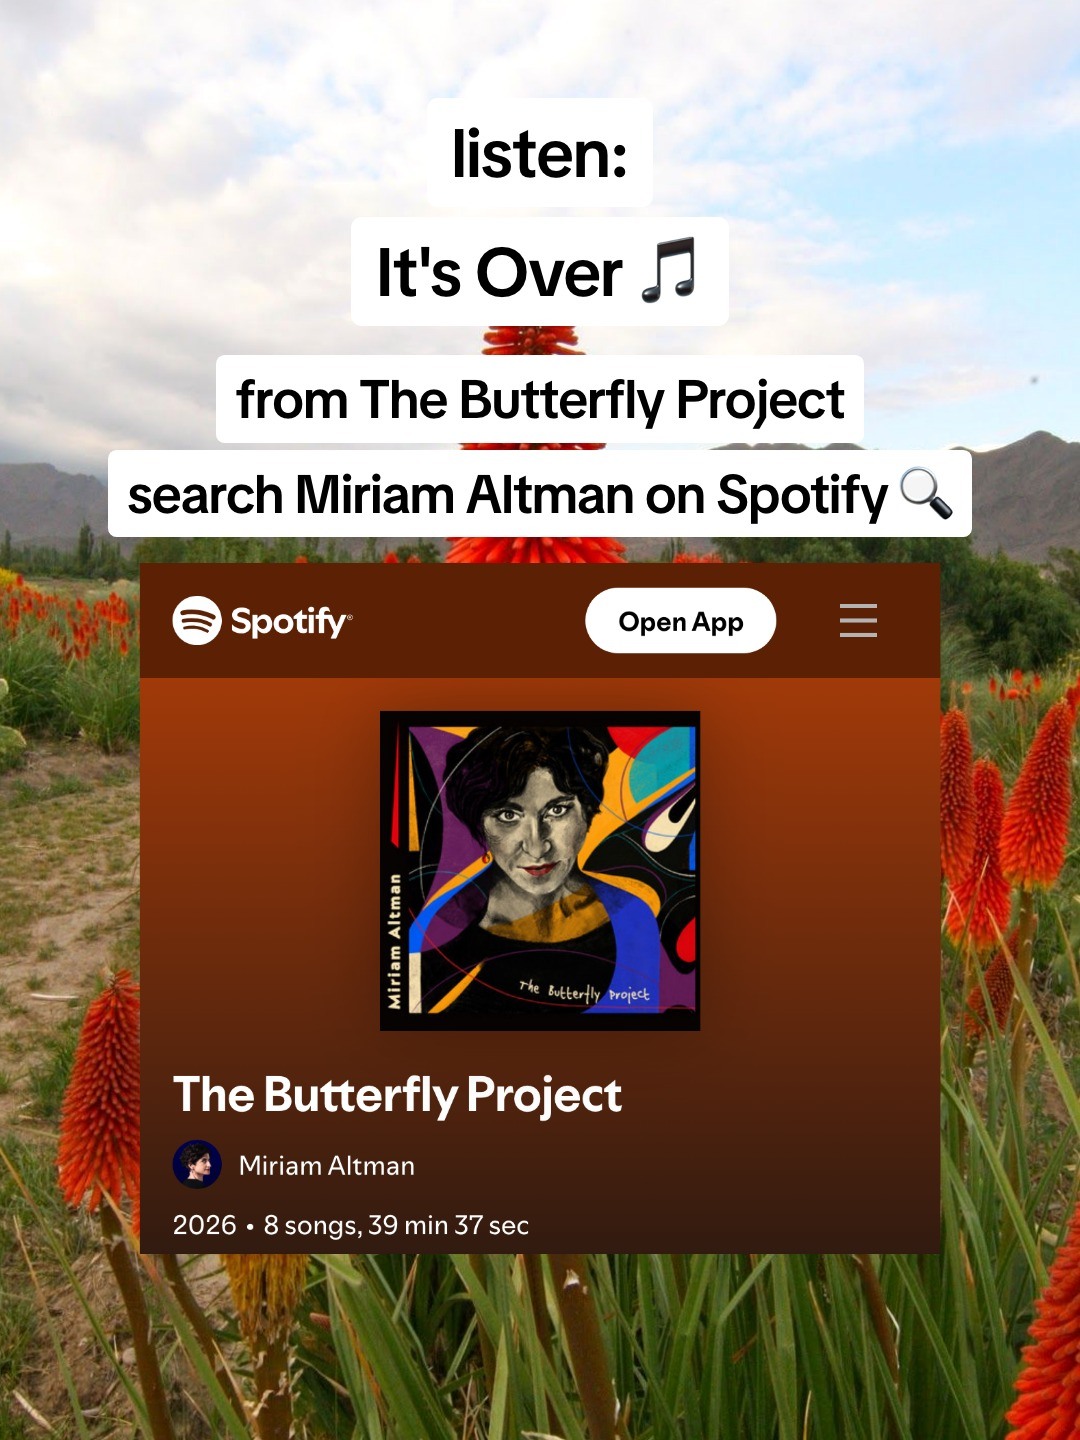 listen:
It's Over 🎵
from The Butterfly Project
search Miriam Altman on Spotify 🔍
Spotify®
Open App
Miriam Altman
The Butterfly Project
The Butterfly Project
Miriam Altman
2026 • 8 songs, 39 min 37 sec